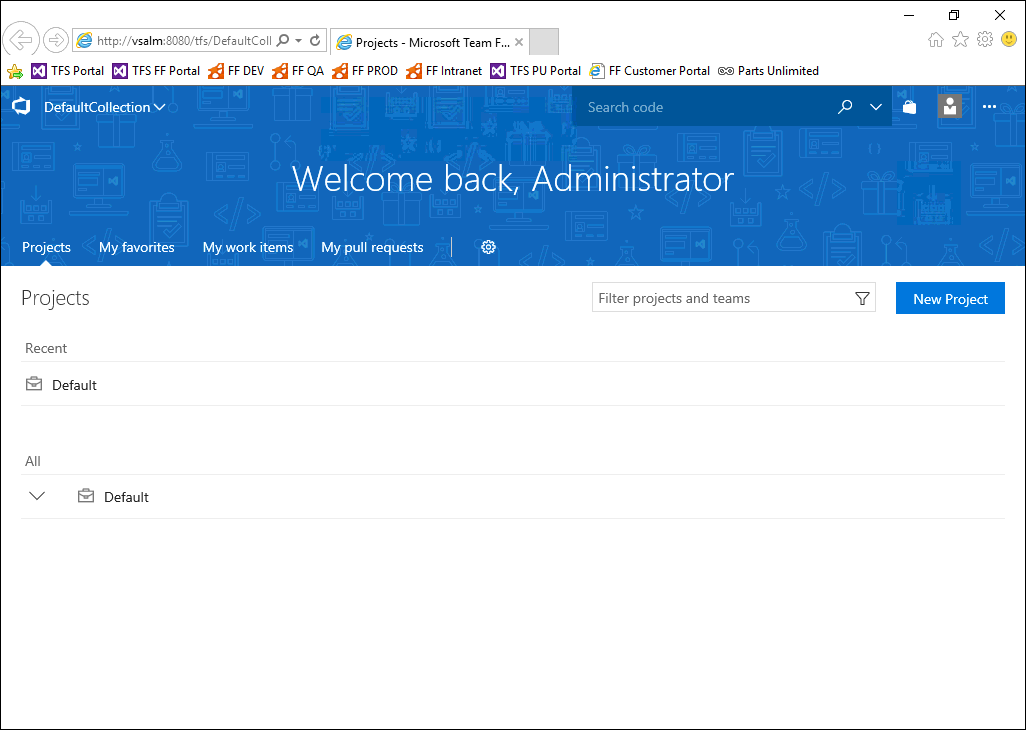 http://vsalm:8080/tfs/DefaultColl
Projects - Microsoft Team F...
TFS Portal TFS FF Portal FF DEV FF QA FF PROD FF Intranet TFS PU Portal FF Customer Portal Parts Unlimited
DefaultCollection
Search code
Welcome back, Administrator
Projects My favorites My work items My pull requests
Projects
Filter projects and teams
New Project
Recent
Default
All
Default